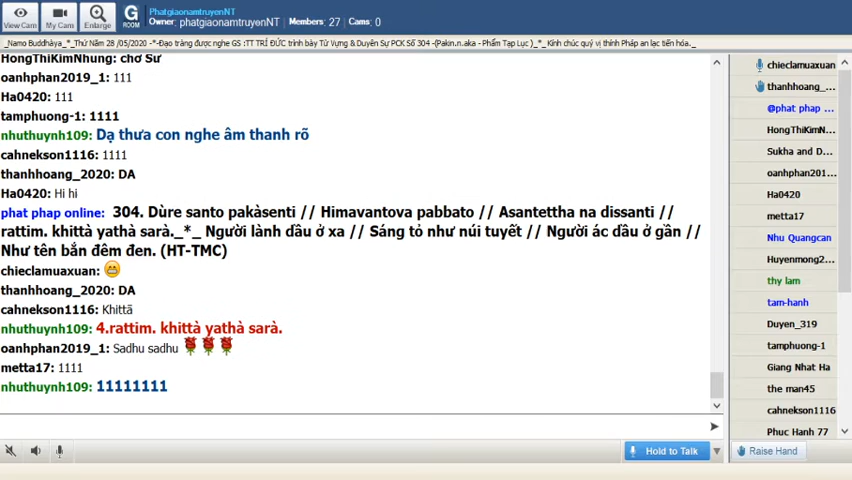 View Cam
My Cam
Enlarge
G
ROOM
PhatgiaonamtruyenNT
Owner: phatgiaonamtruyenNT Members: 27 Cams: 0
_Namo Buddhàya_*_Thứ Năm 28 /05/2020 -*-Đạo tràng được nghe GS :TT TRÍ ĐỨC trình bày Từ Vựng & Duyên Sự PCK Số 304 -(Pakin.n.aka - Phẩm Tạp Lục )_*_ Kính chúc quý vị thính Pháp an lạc tiến hóa._
HongThiKimNhung: chơ Sư
oanhphan2019_1: 111
Ha0420: 111
tamphuong-1: 1111
nhuthuynh109: Dạ thưa con nghe âm thanh rõ
cahnekson1116: 1111
thanhhoang_2020: DA
Ha0420: Hi hi
phat phap online: 304. Dùre santo pakàsenti // Himavantova pabbato // Asantettha na dissanti //
rattim. khittà yathà sarà._*_ Người lành dầu ở xa // Sáng tỏ như núi tuyết // Người ác dầu ở gần //
Như tên bắn đêm đen. (HT-TMC)
chieclamuaxuan:
thanhhoang_2020: DA
cahnekson1116: Khittā
nhuthuynh109: 4.rattim. khittà yathà sarà.
oanhphan2019_1: Sadhu sadhu
metta17: 1111
nhuthuynh109: 11111111
Hold to Talk
chieclamuaxuan
thanhhoang_...
@phat phap ...
HongThiKimN...
Sukha and D...
oanhphan201...
Ha0420
metta17
Nhu Quangcan
Huyenmong2...
thy lam
tam-hanh
Duyen_319
tamphuong-1
Giang Nhat Ha
the man45
cahnekson1116
Phuc Hanh 77
Raise Hand